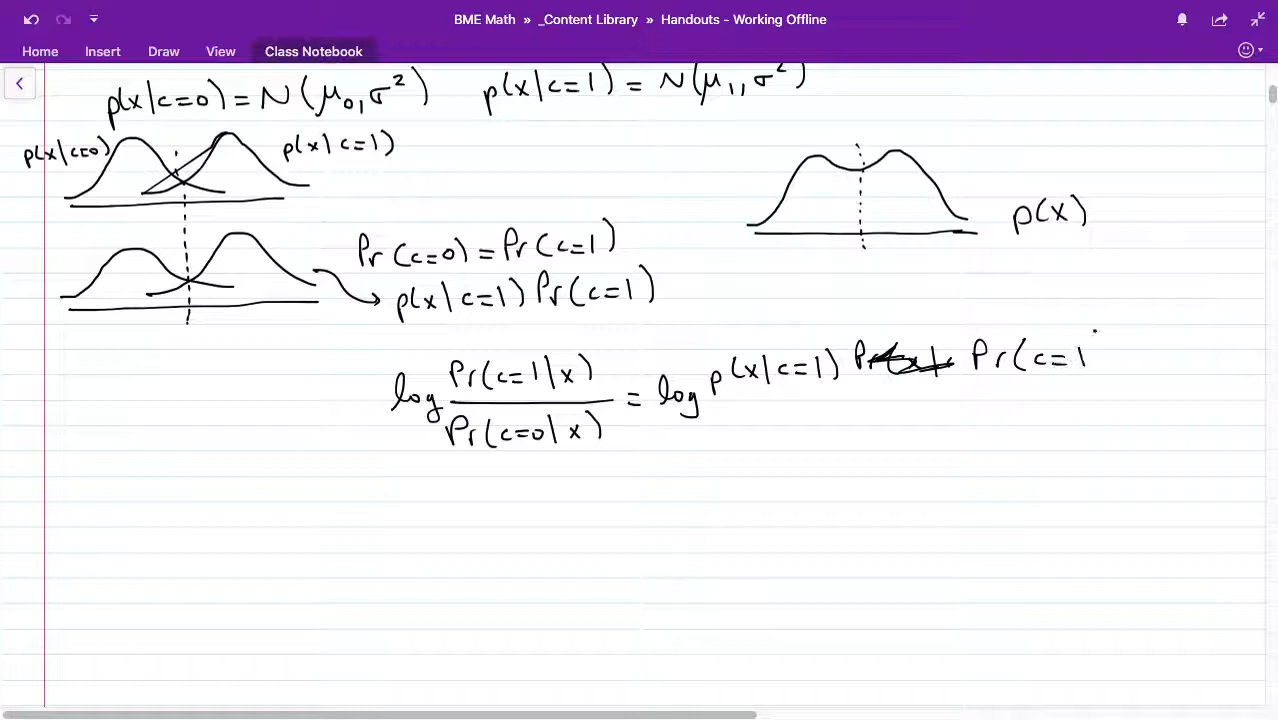 BME Math » _Content Library » Handouts - Working Offline
Home Insert Draw View Class Notebook
p(x|c=0) = N(μ₀, σ²) p(x|c=1) = N(μ₁, σ²)
p(x|c=0) p(x|c=1)
p(x)
Pr(c=0) = Pr(c=1)
p(x|c=1) Pr(c=1)
log Pr(c=1|x) / Pr(c=0|x) = log p(x|c=1) Pr(c=1